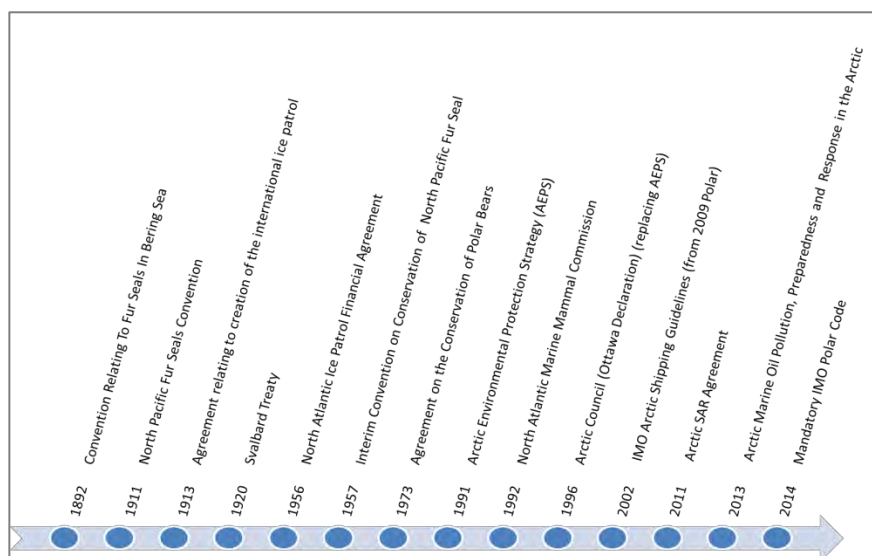 1892 Convention Relating To Fur Seals In Bering Sea
1911 North Pacific Fur Seals Convention
1913 Agreement relating to creation of the international ice patrol
1920 Svalbard Treaty
1956 North Atlantic Ice Patrol Financial Agreement
1957 Interim Convention on Conservation of North Pacific Fur Seal
1973 Agreement on the Conservation of Polar Bears
1991 Arctic Environmental Protection Strategy (AEPS)
1992 North Atlantic Marine Mammal Commission
1996 Arctic Council (Ottawa Declaration) (replacing AEPS)
2002 IMO Arctic Shipping Guidelines (from 2009 Polar)
2011 Arctic SAR Agreement
2013 Arctic Marine Oil Pollution, Preparedness and Response in the Arctic
2014 Mandatory IMO Polar Code